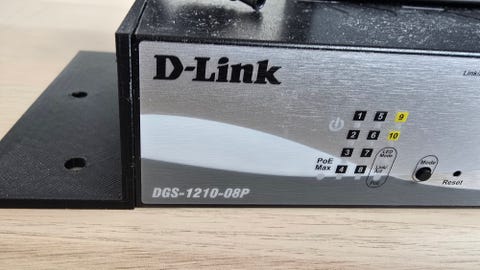 D-Link
Link/
1 5 9
2 6 10
3 7
4 8
PoE
Max
LED
Mode
Link/
Act
PoE
Mode
Reset
DGS-1210-08P